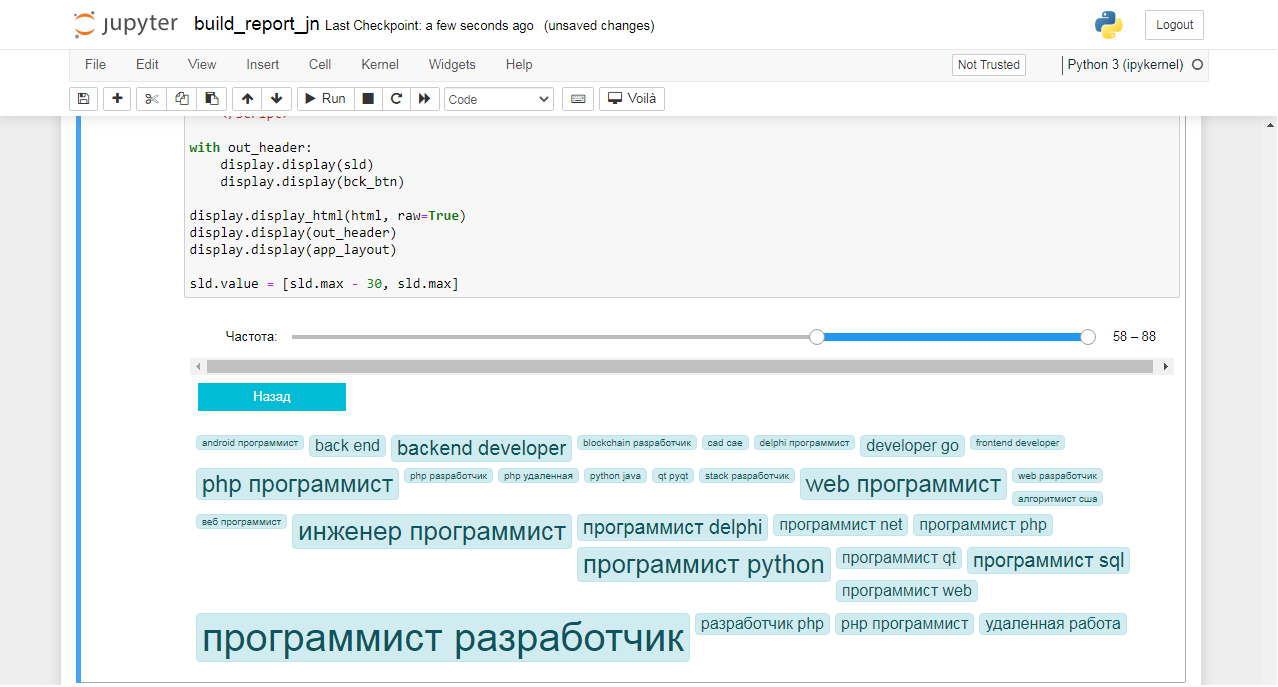 jupyter build_report_jn Last Checkpoint: a few seconds ago (unsaved changes) Logout
File Edit View Insert Cell Kernel Widgets Help Not Trusted Python 3 (ipykernel)
Run Code Voilà
</script>
with out_header:
display.display(sld)
display.display(bck_btn)
display.display_html(html, raw=True)
display.display(out_header)
display.display(app_layout)
sld.value = [sld.max - 30, sld.max]
Частота: 58 – 88
Назад
android программист back end backend developer blockchain разработчик cad cae delphi программист developer go frontend developer
php программист php разработчик php удаленная python java qt pyqt stack разработчик web программист web разработчик
алгоритмист сша
веб программист инженер программист программист delphi программист net программист php
программист python программист qt программист sql
программист web
программист разработчик разработчик php рнр программист удаленная работа